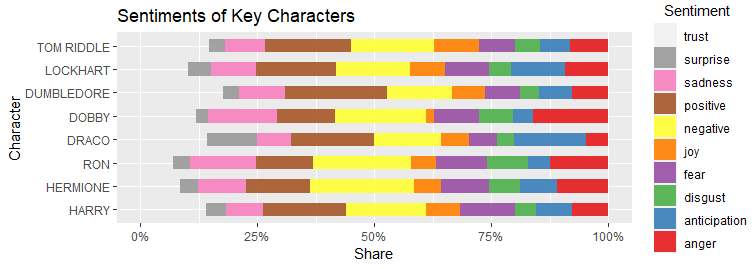 Sentiments of Key Characters
Character
TOM RIDDLE
LOCKHART
DUMBLEDORE
DOBBY
DRACO
RON
HERMIONE
HARRY
0%
25%
50%
75%
100%
Share
Sentiment
trust
surprise
sadness
positive
negative
joy
fear
disgust
anticipation
anger